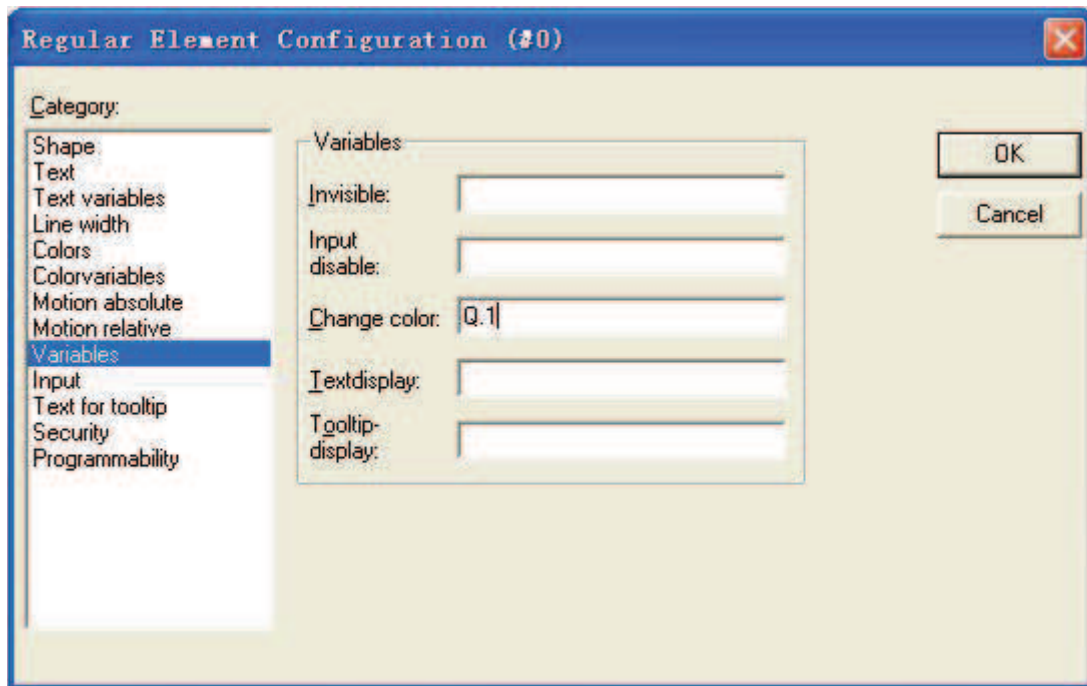 Regular Element Configuration (#0)
Category:
Shape
Text
Text variables
Line width
Colors
Colorvariables
Motion absolute
Motion relative
Variables
Input
Text for tooltip
Security
Programmability
Variables
Invisible:
Input
disable:
Change color: Q.1
Textdisplay:
Tooltip-
display:
OK
Cancel